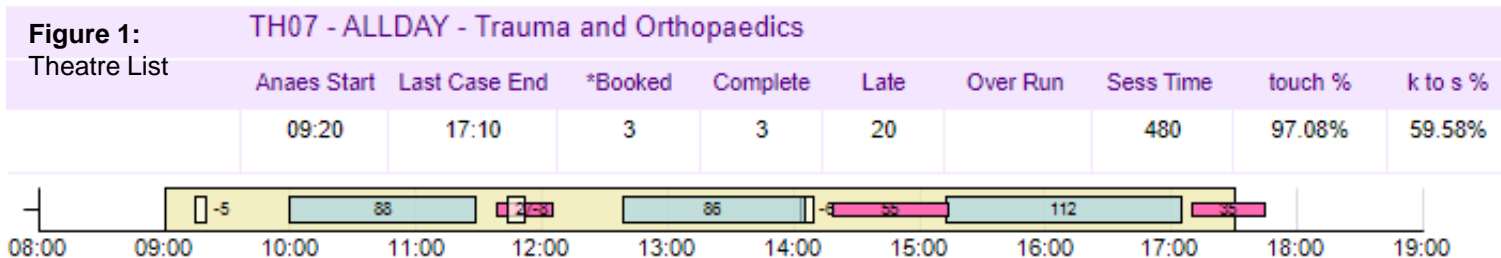 Figure 1:
Theatre List
TH07 - ALLDAY - Trauma and Orthopaedics
Anaes Start Last Case End *Booked Complete Late Over Run Sess Time touch % k to s %
09:20 17:10 3 3 20 480 97.08% 59.58%
-5 88 27-8 86 -6 55 112 35
08:00 09:00 10:00 11:00 12:00 13:00 14:00 15:00 16:00 17:00 18:00 19:00